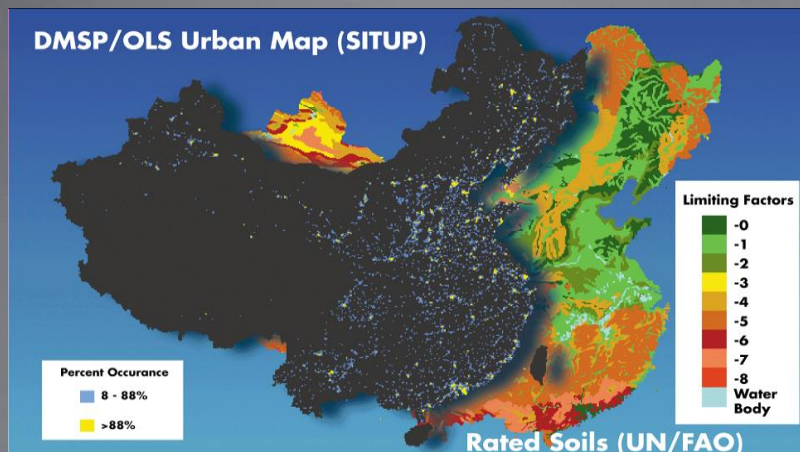 DMSP/OLS Urban Map (SITUP)
Limiting Factors
-0
-1
-2
-3
-4
-5
-6
-7
-8
Water
Body
Percent Occurance
8 - 88%
>88%
Rated Soils (UN/FAO)